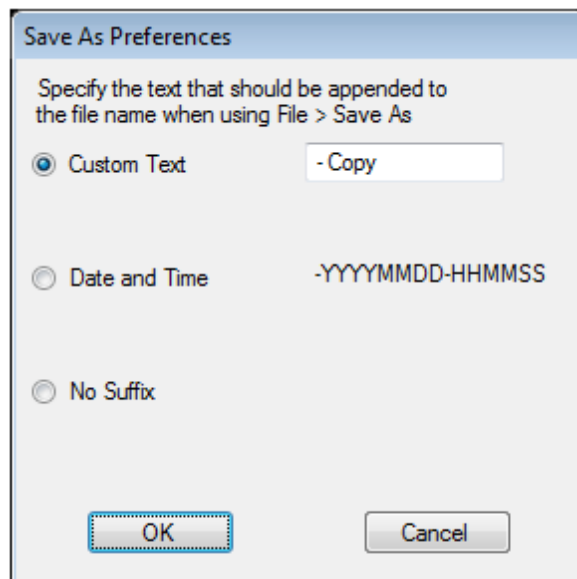 Save As Preferences
Specify the text that should be appended to
the file name when using File > Save As
Custom Text - Copy
Date and Time -YYYYMMDD-HHMMSS
No Suffix
OK Cancel